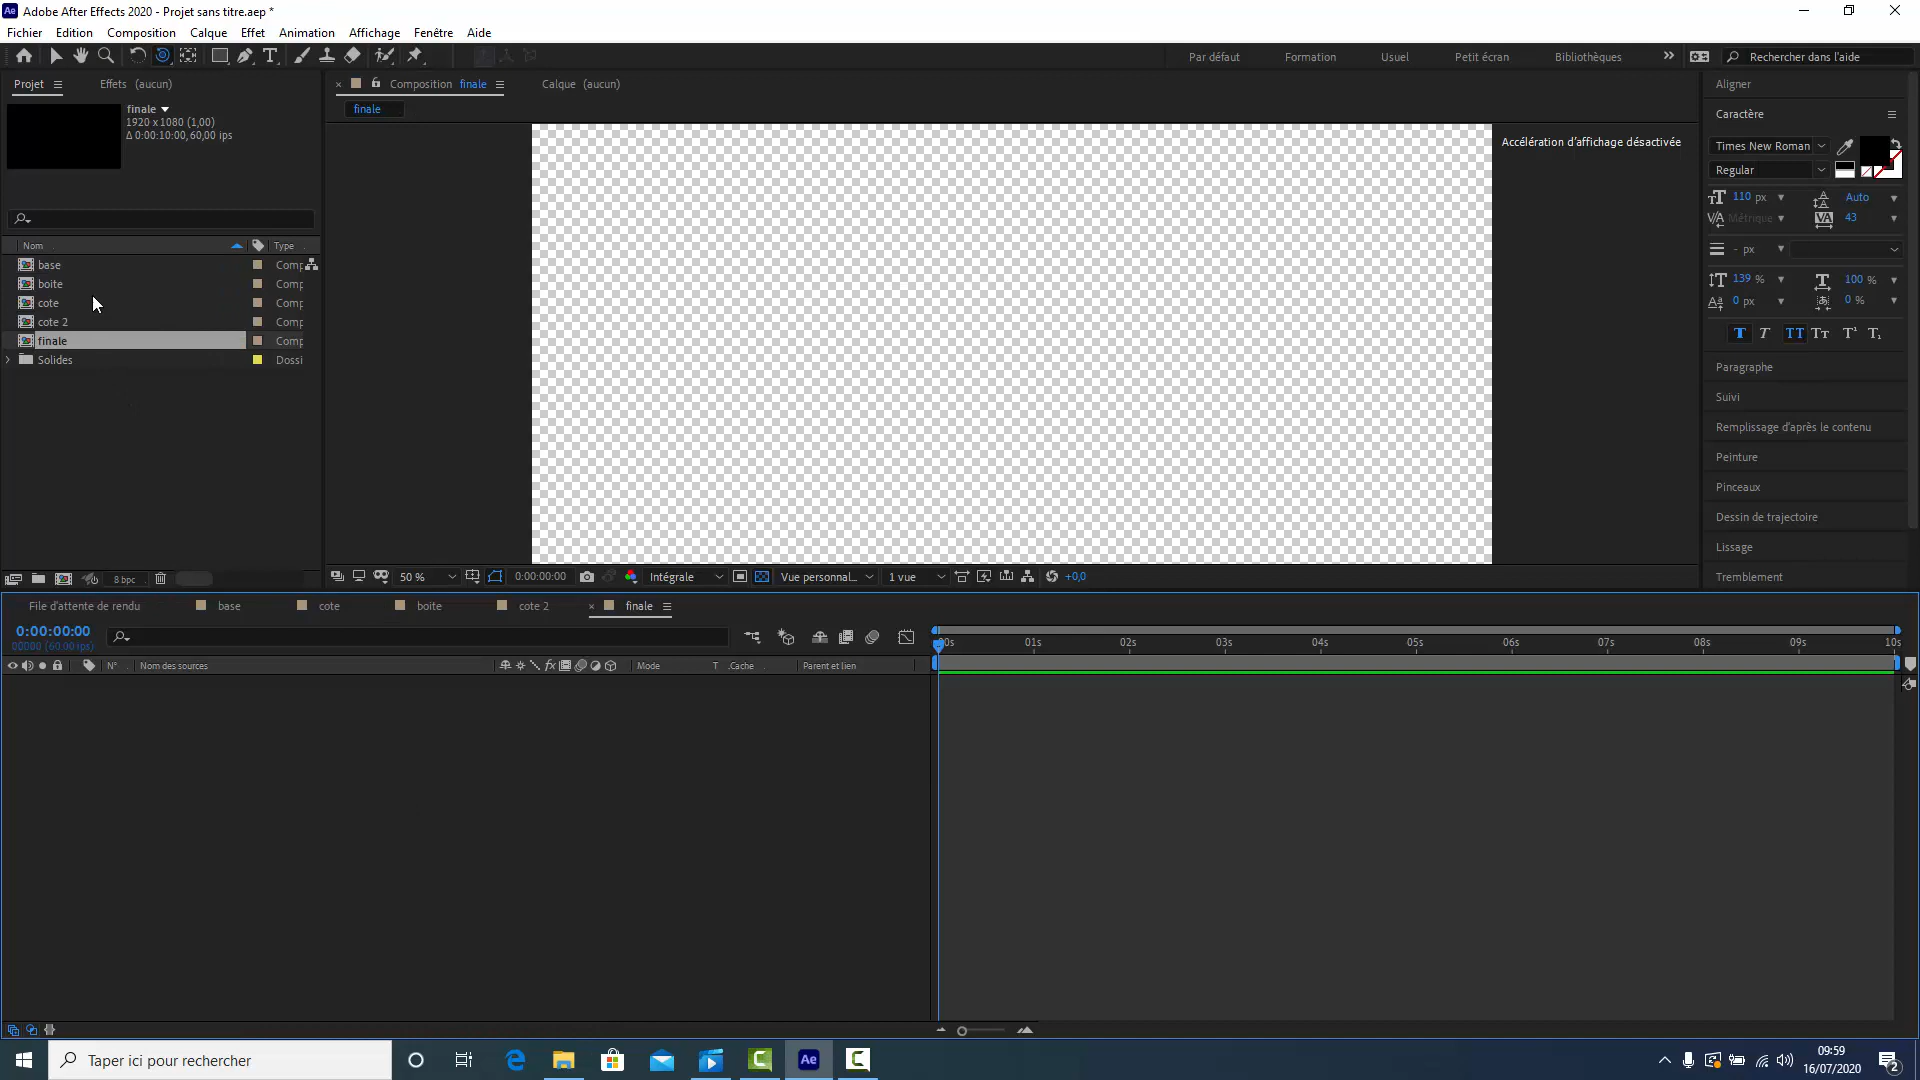 Adobe After Effects 2020 - Projet sans titre.aep *
Fichier Edition Composition Calque Effet Animation Affichage Fenêtre Aide
Par défaut Formation Usuel Petit écran Bibliothèques Rechercher dans l'aide
Projet Effets (aucun) Composition finale Calque (aucun) Aligner
finale
1920 x 1080 (1,00)
Δ 0:00:10:00, 60,00 ips
finale
Accélération d'affichage désactivée
Caractère
Times New Roman
Regular
110 px Auto
Métrique 43
- px
139 % 100 %
0 px 0 %
T T TT Tt T¹ T₁
Paragraphe
Suivi
Remplissage d'après le contenu
Peinture
Pinceaux
Dessin de trajectoire
Lissage
Tremblement
Nom Type
base Comp
boite Comp
cote Comp
cote 2 Comp
finale Comp
Solides Dossi
8 bpc
50 % 0:00:00:00 Intégrale Vue personnal... 1 vue +0,0
File d'attente de rendu base cote boite cote 2 finale
0:00:00:00
00000 (60.00 ips)
N° Nom des sources Mode T .Cache Parent et lien
00s 01s 02s 03s 04s 05s 06s 07s 08s 09s 10s
Taper ici pour rechercher
Ae
09:59
16/07/2020
2